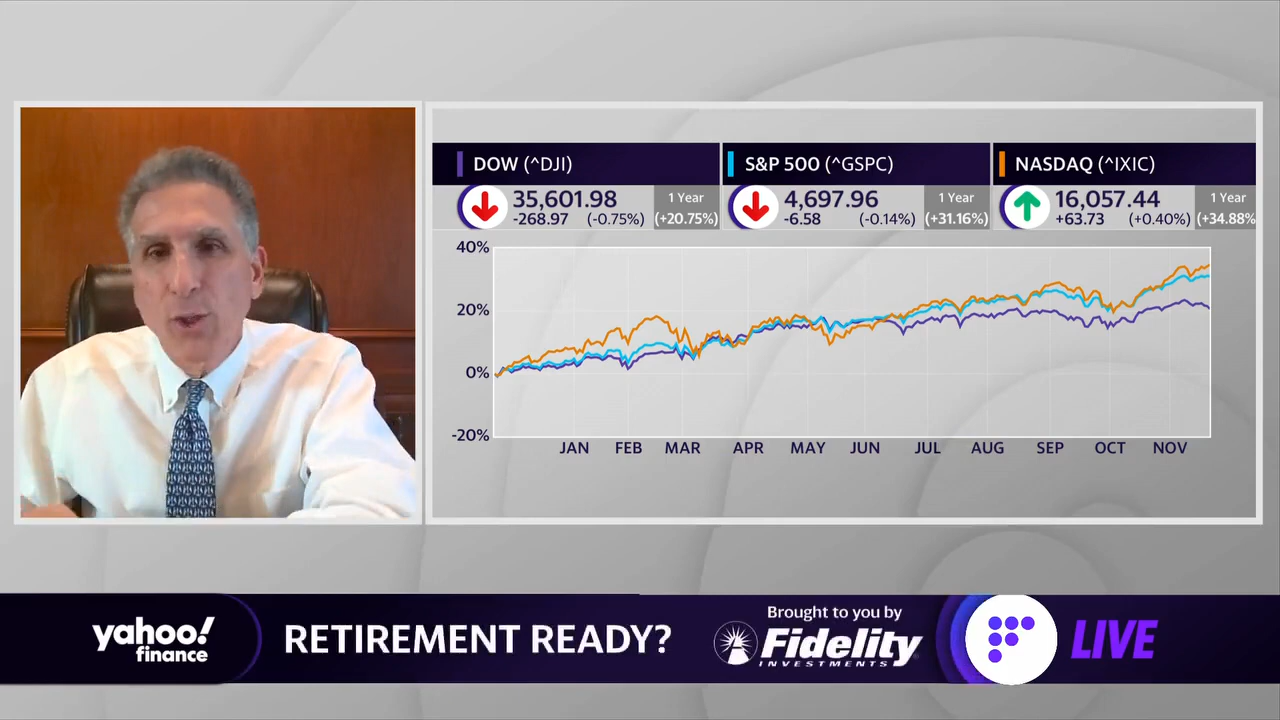 DOW (^DJI)
35,601.98
-268.97 (-0.75%)
1 Year
(+20.75%)
S&P 500 (^GSPC)
4,697.96
-6.58 (-0.14%)
1 Year
(+31.16%)
NASDAQ (^IXIC)
16,057.44
+63.73 (+0.40%)
1 Year
(+34.88%
40%
20%
0%
-20%
JAN FEB MAR APR MAY JUN JUL AUG SEP OCT NOV
yahoo!
finance
RETIREMENT READY?
Brought to you by
Fidelity
INVESTMENTS
LIVE